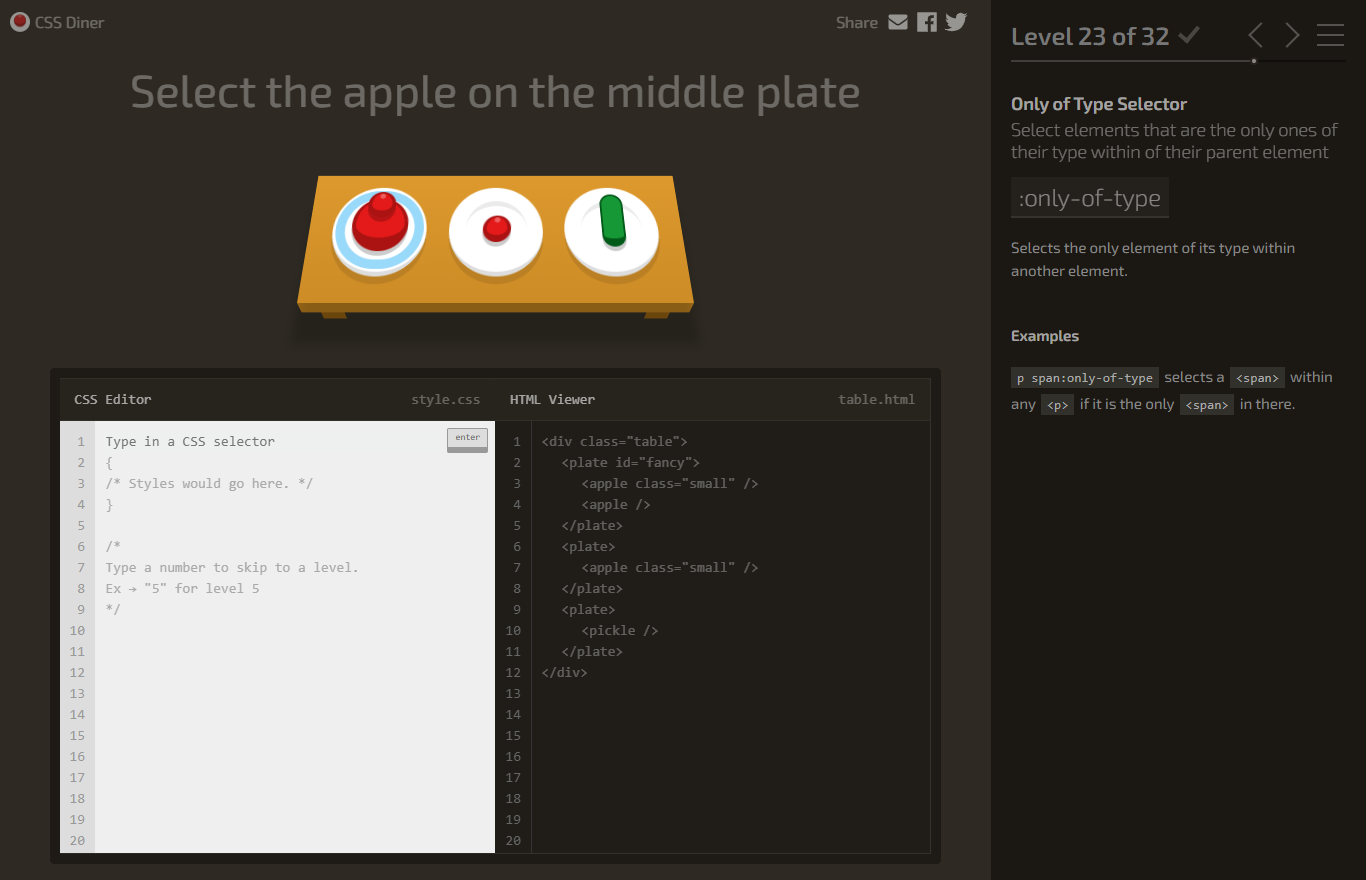 CSS Diner
Share
Select the apple on the middle plate
CSS Editor
style.css
HTML Viewer
table.html
1 Type in a CSS selector
enter
2 {
3 /* Styles would go here. */
4 }
5
6 /*
7 Type a number to skip to a level.
8 Ex → "5" for level 5
9 */
10
11
12
13
14
15
16
17
18
19
20
1 <div class="table">
2 <plate id="fancy">
3 <apple class="small" />
4 <apple />
5 </plate>
6 <plate>
7 <apple class="small" />
8 </plate>
9 <plate>
10 <pickle />
11 </plate>
12 </div>
13
14
15
16
17
18
19
20
Level 23 of 32
Only of Type Selector
Select elements that are the only ones of
their type within of their parent element
:only-of-type
Selects the only element of its type within
another element.
Examples
p span:only-of-type selects a <span> within
any <p> if it is the only <span> in there.